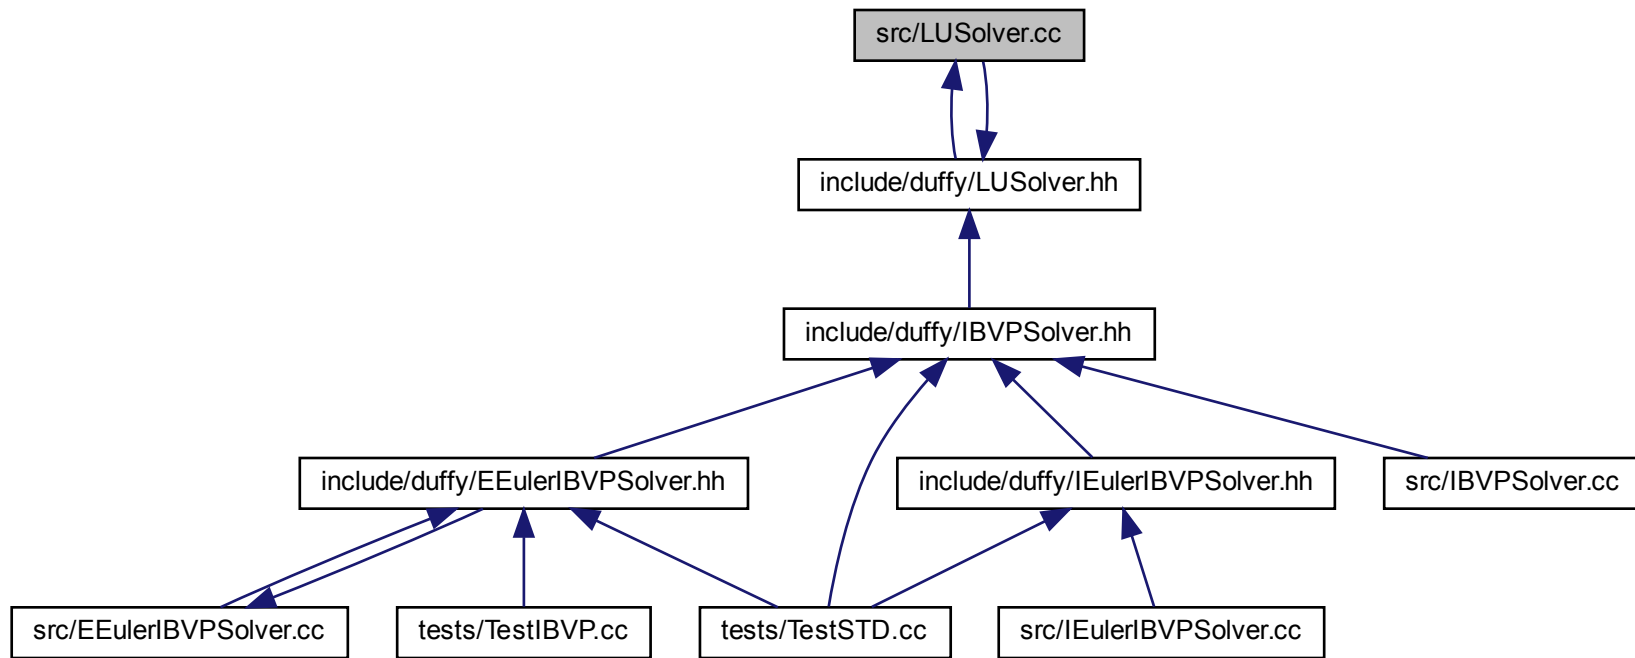 src/LUSolver.cc
include/duffy/LUSolver.hh
include/duffy/IBVPSolver.hh
include/duffy/EEulerIBVPSolver.hh
include/duffy/IEulerIBVPSolver.hh
src/IBVPSolver.cc
src/EEulerIBVPSolver.cc
tests/TestIBVP.cc
tests/TestSTD.cc
src/IEulerIBVPSolver.cc